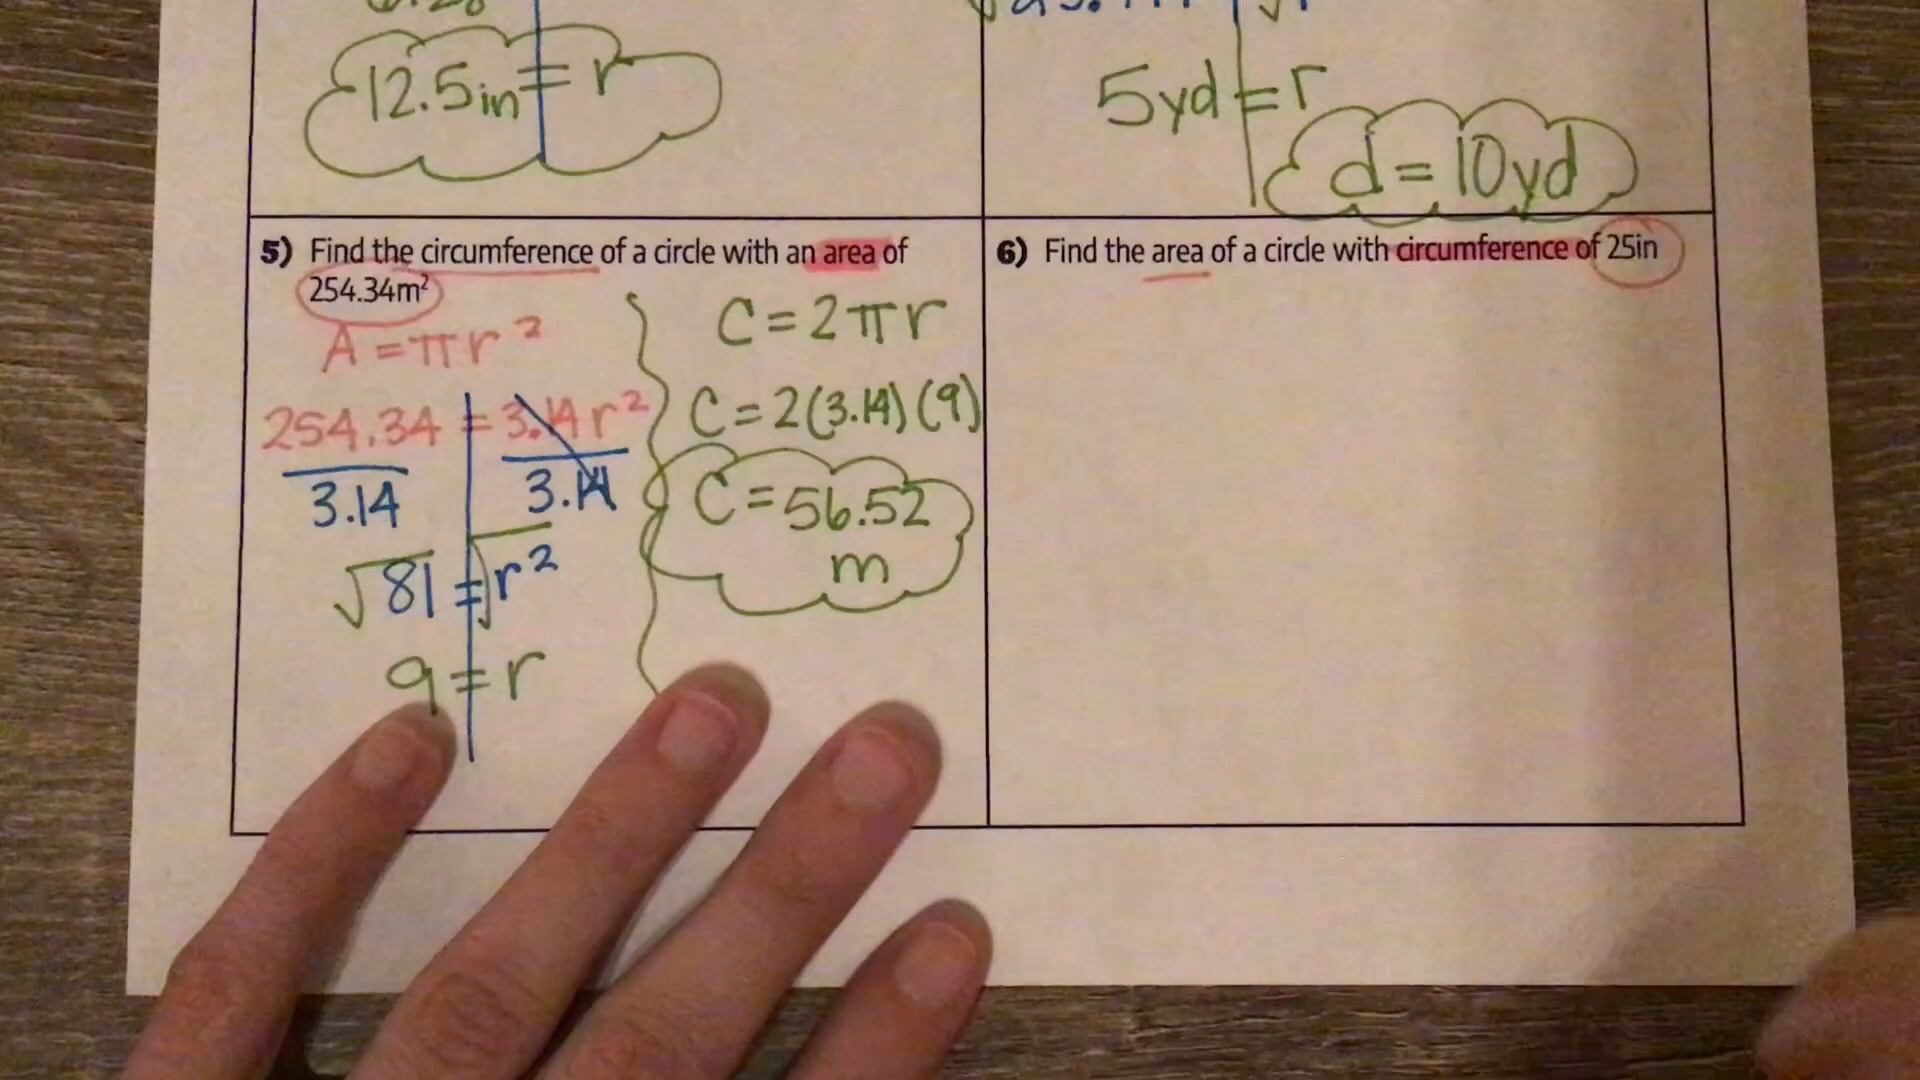 12.5in = r
5yd = r
d = 10yd
5) Find the circumference of a circle with an area of
254.34m²
A = πr²
254.34 = 3.14r²
3.14 3.14
√81 = √r²
9 = r
C = 2πr
C = 2(3.14)(9)
C = 56.52
m
6) Find the area of a circle with circumference of 25in